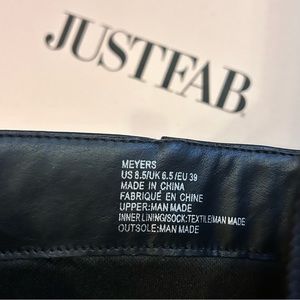 JUSTFAB
MEYERS
US 8.5/UK 6.5/EU 39
MADE IN CHINA
FABRIQUÉ EN CHINE
UPPER:MAN MADE
INNER LINING/SOCK:TEXTILE/MAN MADE
OUTSOLE:MAN MADE